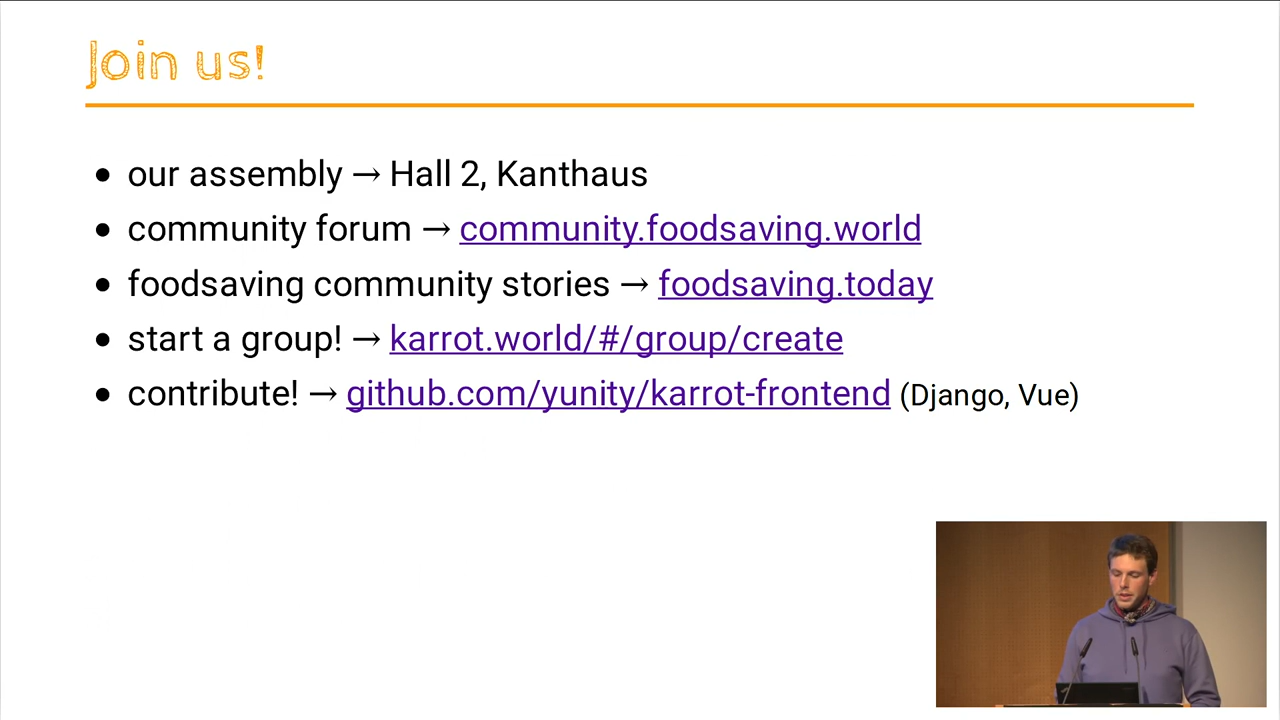 Join us!
• our assembly → Hall 2, Kanthaus
• community forum → community.foodsaving.world
• foodsaving community stories → foodsaving.today
• start a group! → karrot.world/#/group/create
• contribute! → github.com/yunity/karrot-frontend (Django, Vue)